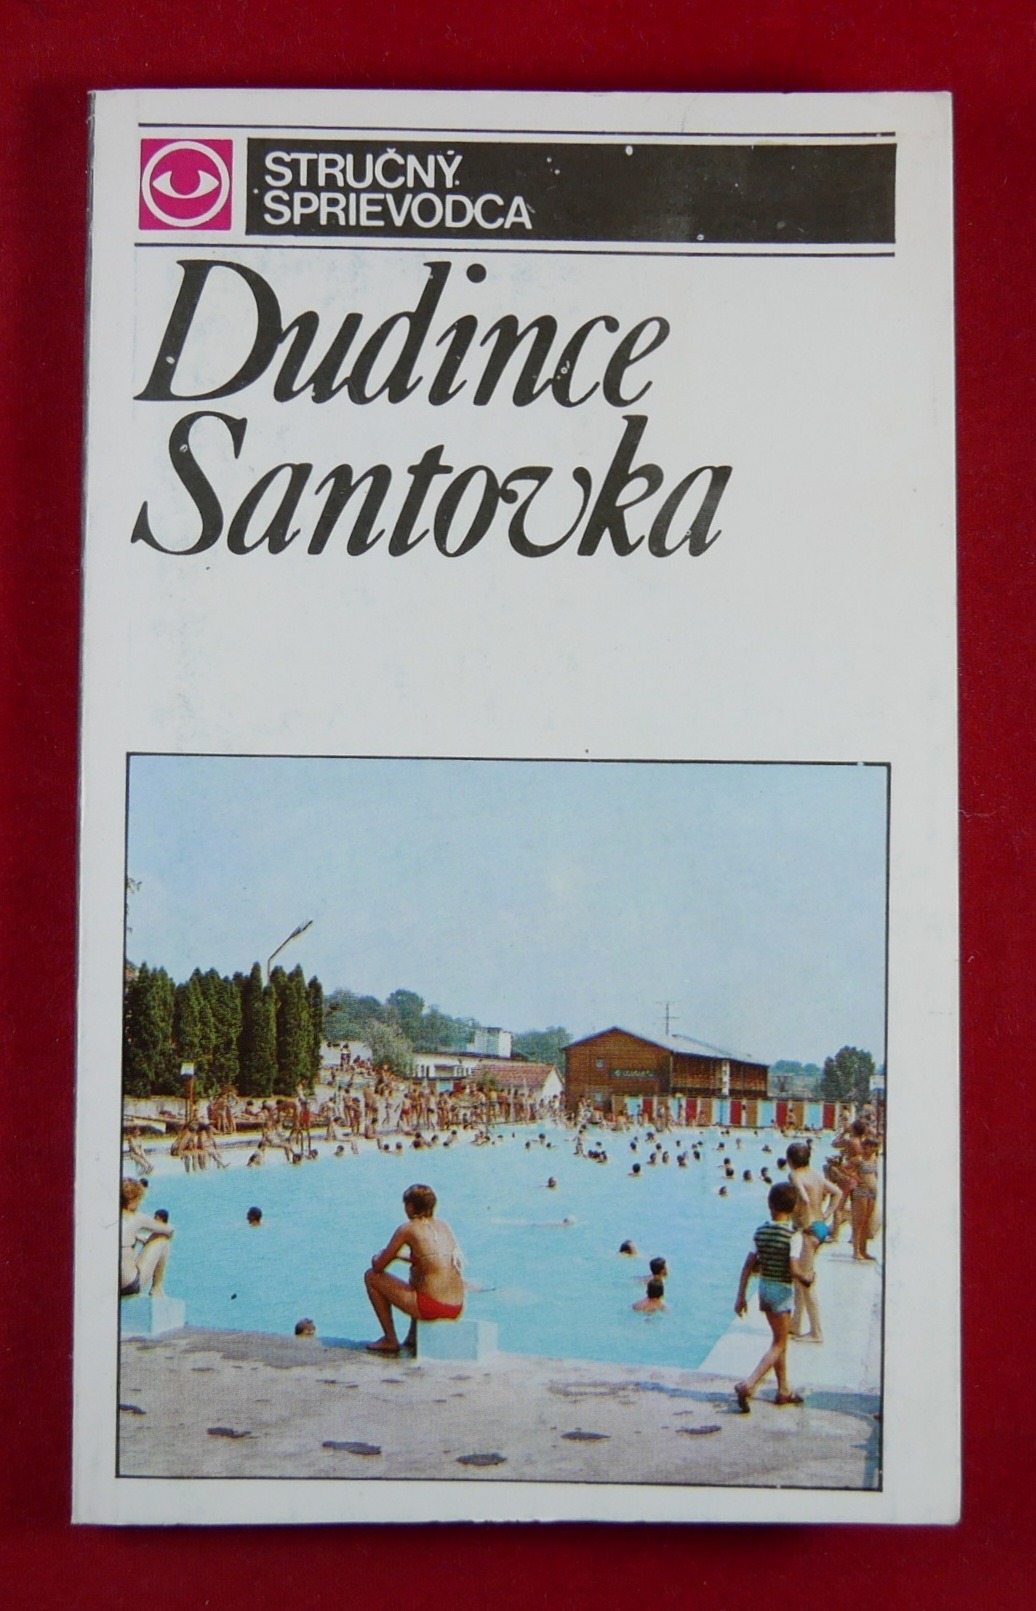 STRUČNÝ
SPRIEVODCA
Dudince
Santovka